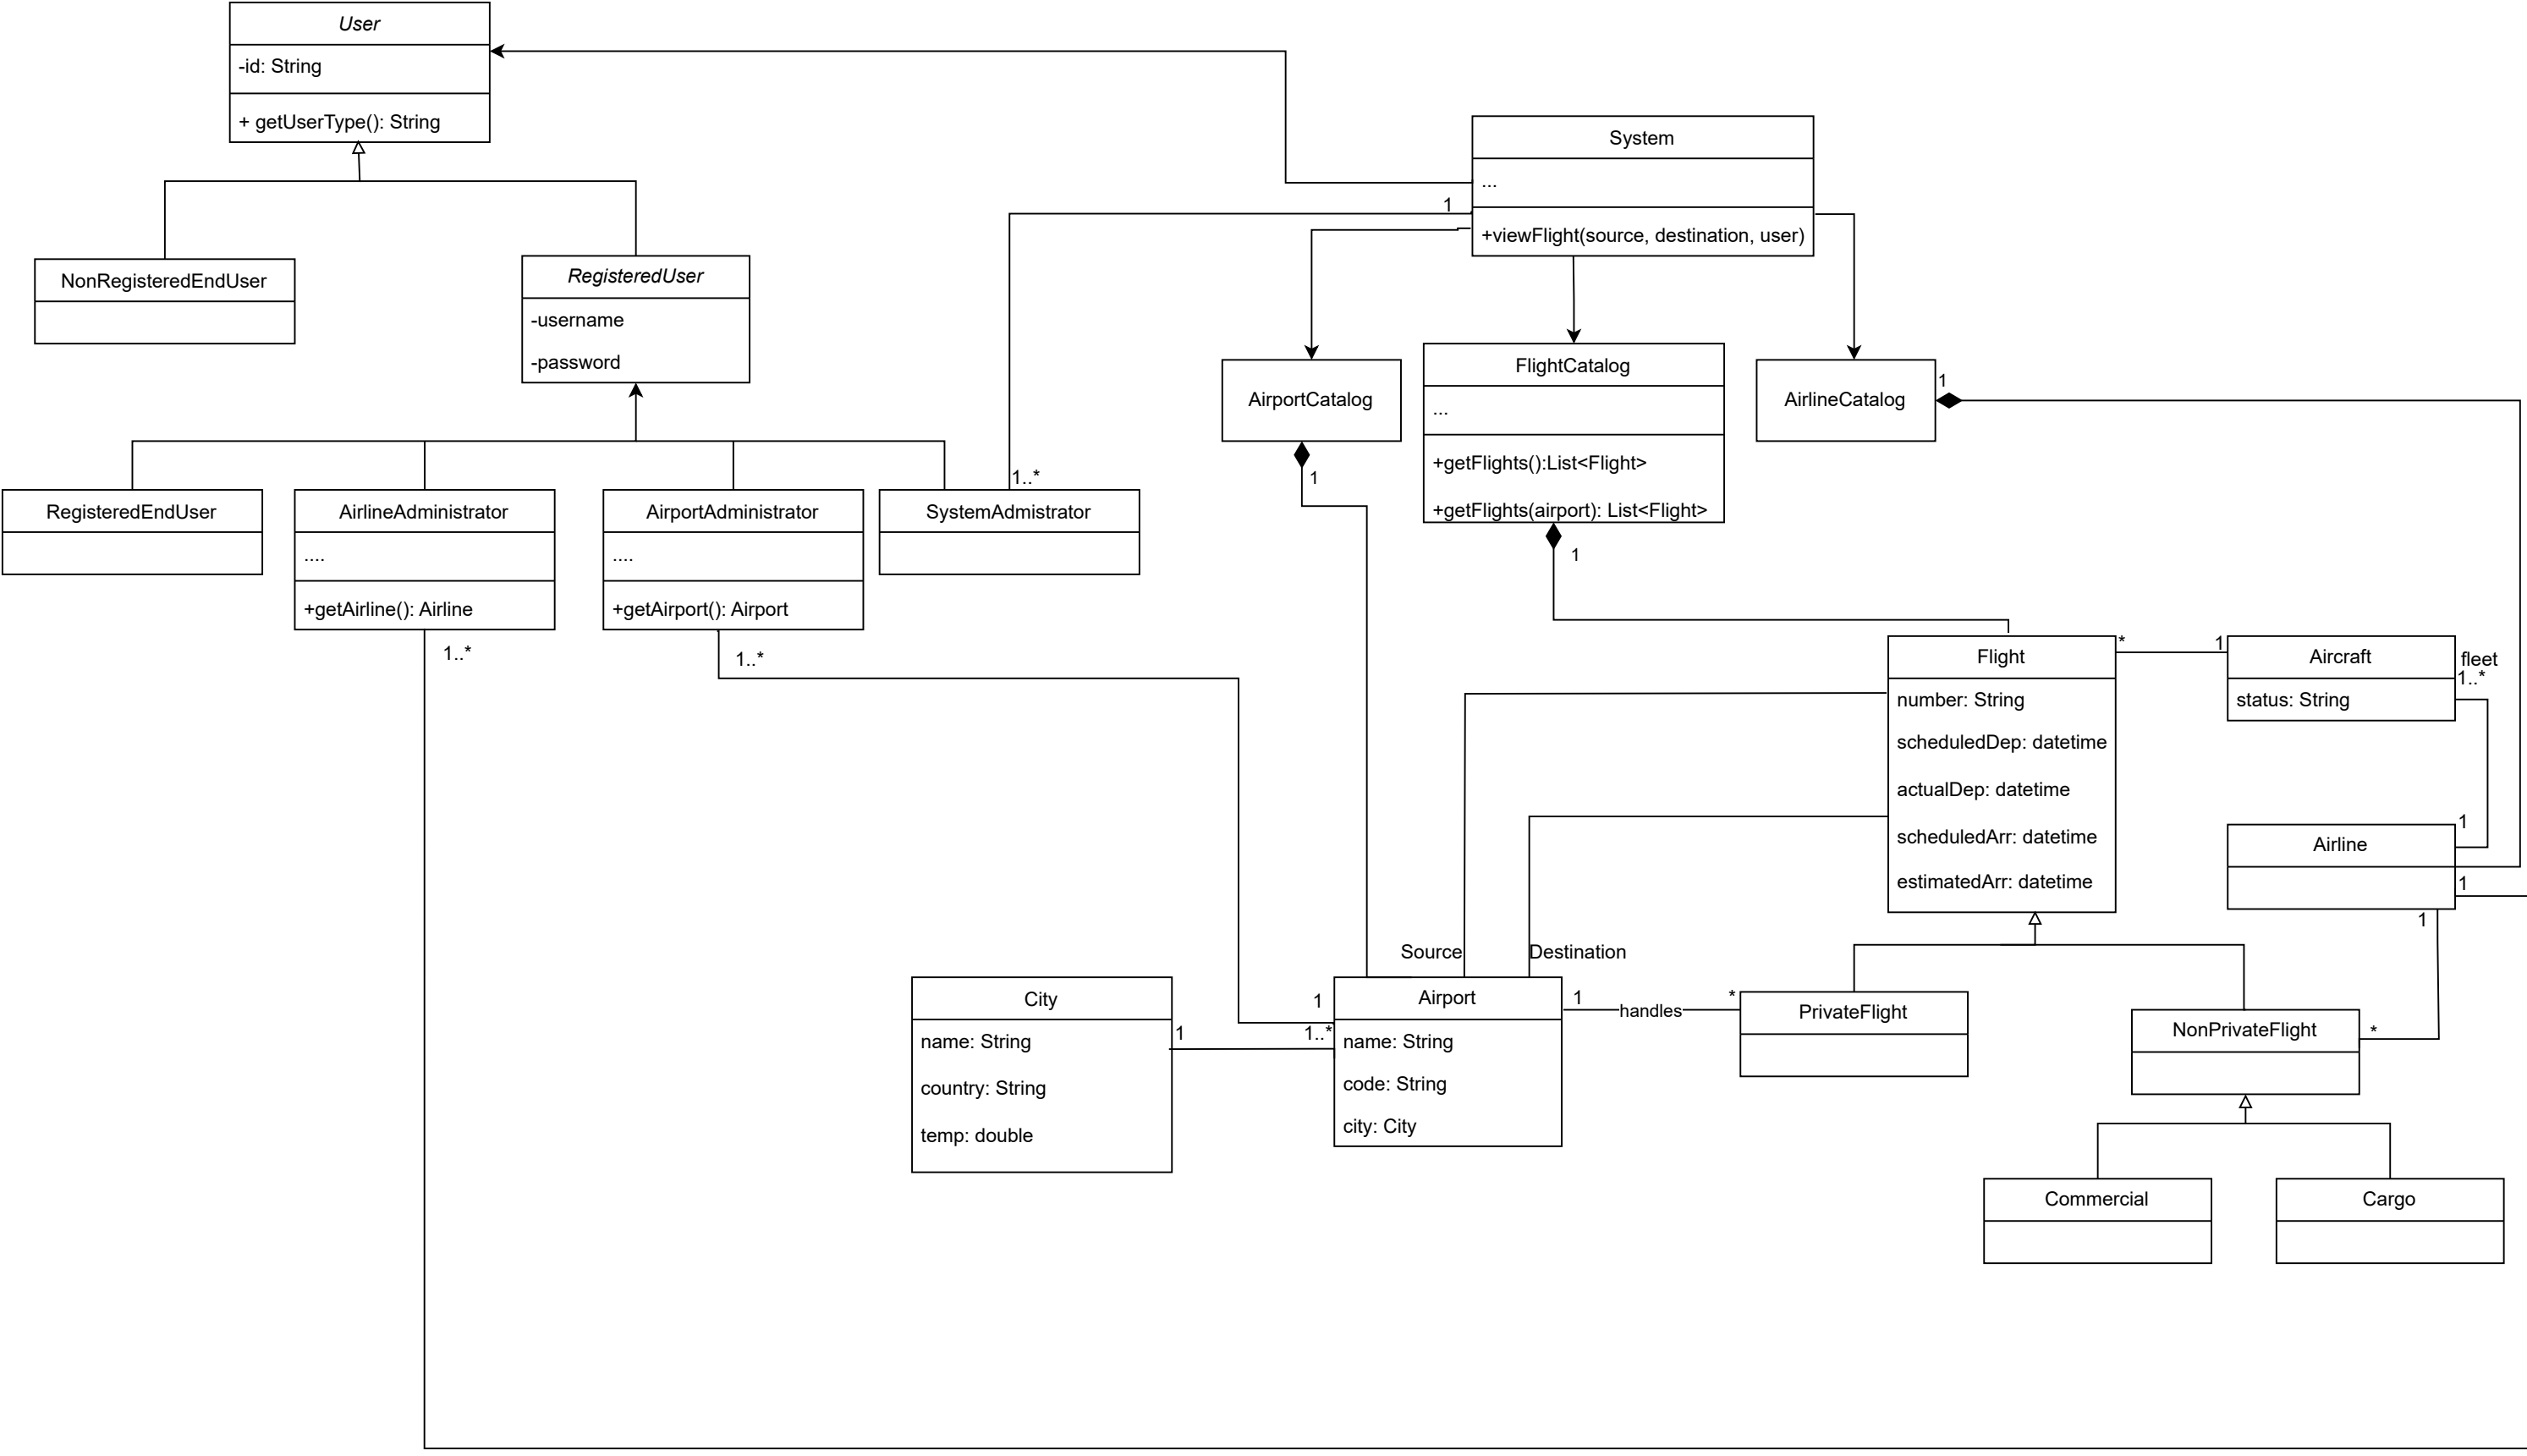 User
-id: String
+ getUserType(): String
System
...
+viewFlight(source, destination, user)
1
NonRegisteredEndUser
RegisteredUser
-username
-password
AirportCatalog
1
FlightCatalog
...
+getFlights():List<Flight>
+getFlights(airport): List<Flight>
1
AirlineCatalog
1
RegisteredEndUser
AirlineAdministrator
....
+getAirline(): Airline
1..*
AirportAdministrator
....
+getAirport(): Airport
1..*
1..*
SystemAdmistrator
Flight
number: String
scheduledDep: datetime
actualDep: datetime
scheduledArr: datetime
estimatedArr: datetime
*
1
Aircraft
status: String
fleet
1..*
1
Airline
1
1
Source
Destination
City
name: String
country: String
temp: double
1
1
1..*
Airport
name: String
code: String
city: City
1
handles
*
PrivateFlight
NonPrivateFlight
*
Commercial
Cargo